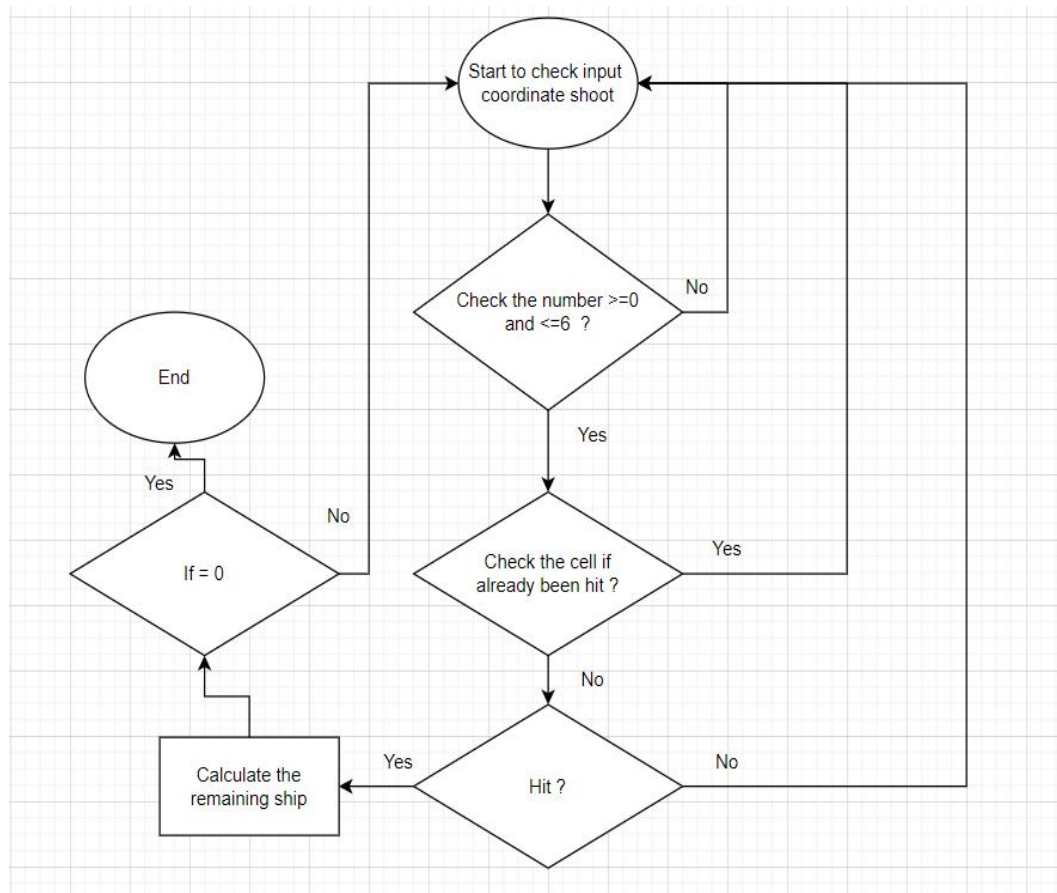 Start to check input
coordinate shoot
Check the number >=0
and <=6 ?
No
Yes
Check the cell if
already been hit ?
Yes
No
Hit ?
No
Yes
Calculate the
remaining ship
If = 0
No
Yes
End